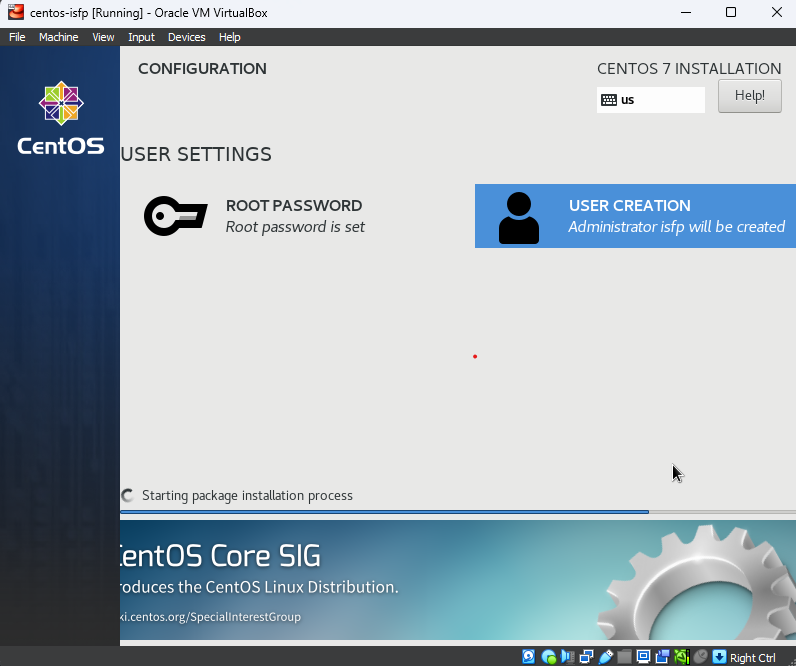 centos-isfp [Running] - Oracle VM VirtualBox
File Machine View Input Devices Help
CONFIGURATION
CENTOS 7 INSTALLATION
us
Help!
CentOS
USER SETTINGS
ROOT PASSWORD
Root password is set
USER CREATION
Administrator isfp will be created
Starting package installation process
CentOS Core SIG
roduces the CentOS Linux Distribution.
ki.centos.org/SpecialInterestGroup
Right Ctrl